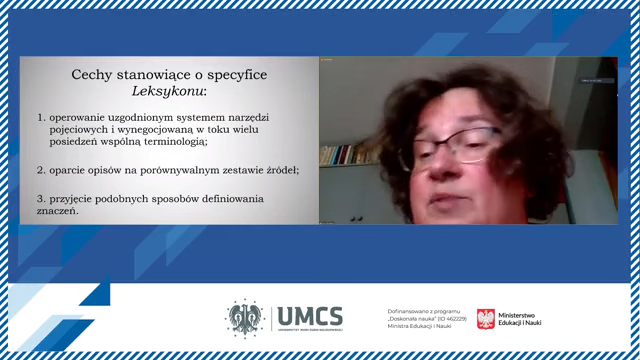 Cechy stanowiące o specyfice
Leksykonu:
1. operowanie uzgodnionym systemem narzędzi
pojęciowych i wynegocjowaną w toku wielu
posiedzeń wspólną terminologią;
2. oparcie opisów na porównywalnym zestawie źródeł;
3. przyjęcie podobnych sposobów definiowania
znaczeń.
UMCS
Dofinansowano z programu
„Doskonała nauka" (ID 462229)
Ministra Edukacji i Nauki
Ministerstwo
Edukacji i Nauki